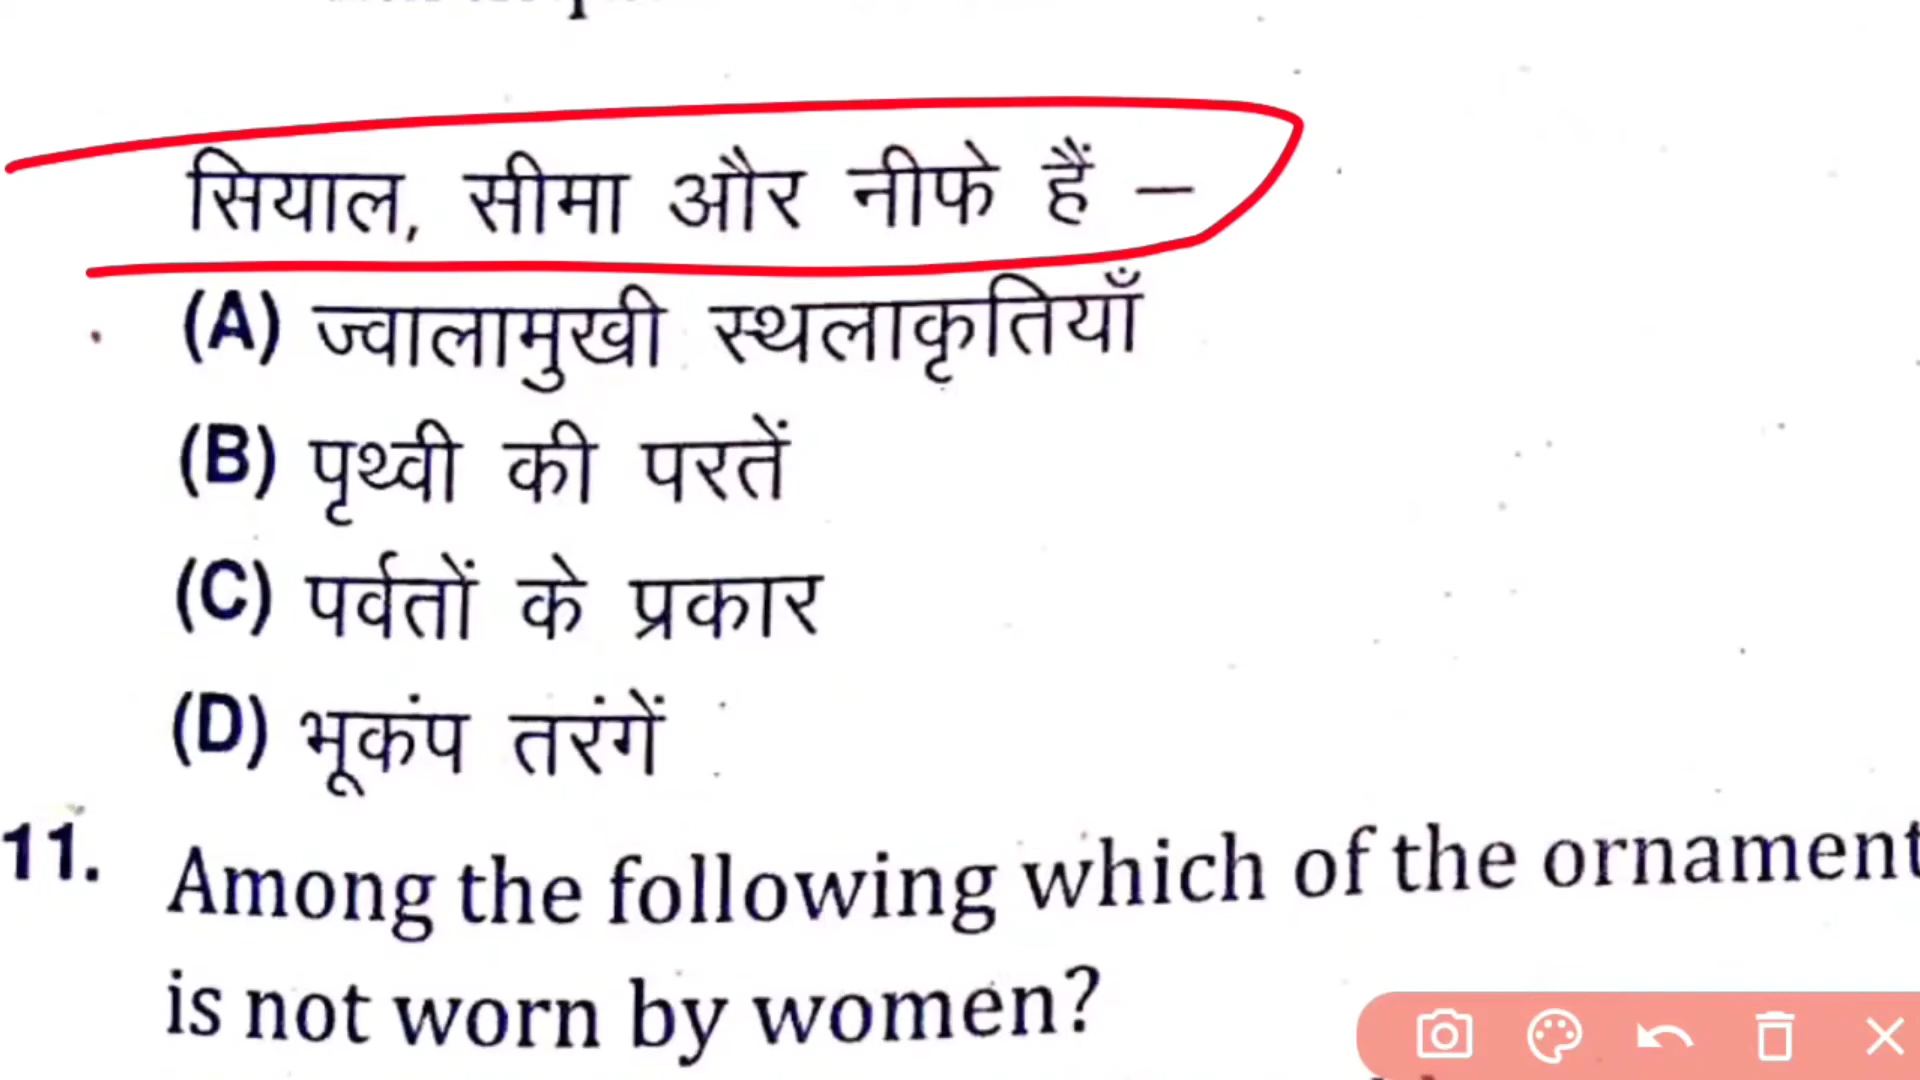 सियाल, सीमा और नीफे हैं –
(A) ज्वालामुखी स्थलाकृतियाँ
(B) पृथ्वी की परतें
(C) पर्वतों के प्रकार
(D) भूकंप तरंगें
11. Among the following which of the ornament
is not worn by women?